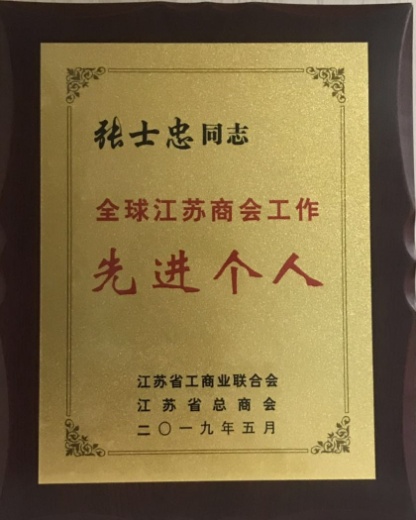 张士忠同志
全球江苏商会工作
先进个人
江苏省工商业联合会
江苏省总商会
二〇一九年五月